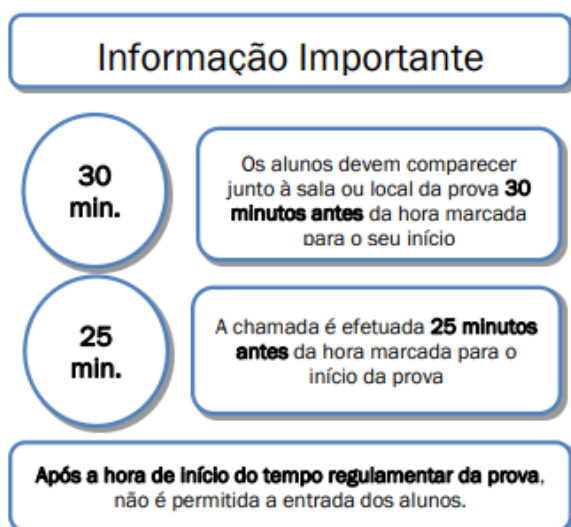 Informação Importante
30
min.
Os alunos devem comparecer
junto à sala ou local da prova 30
minutos antes da hora marcada
para o seu início
25
min.
A chamada é efetuada 25 minutos
antes da hora marcada para o
início da prova
Após a hora de início do tempo regulamentar da prova,
não é permitida a entrada dos alunos.